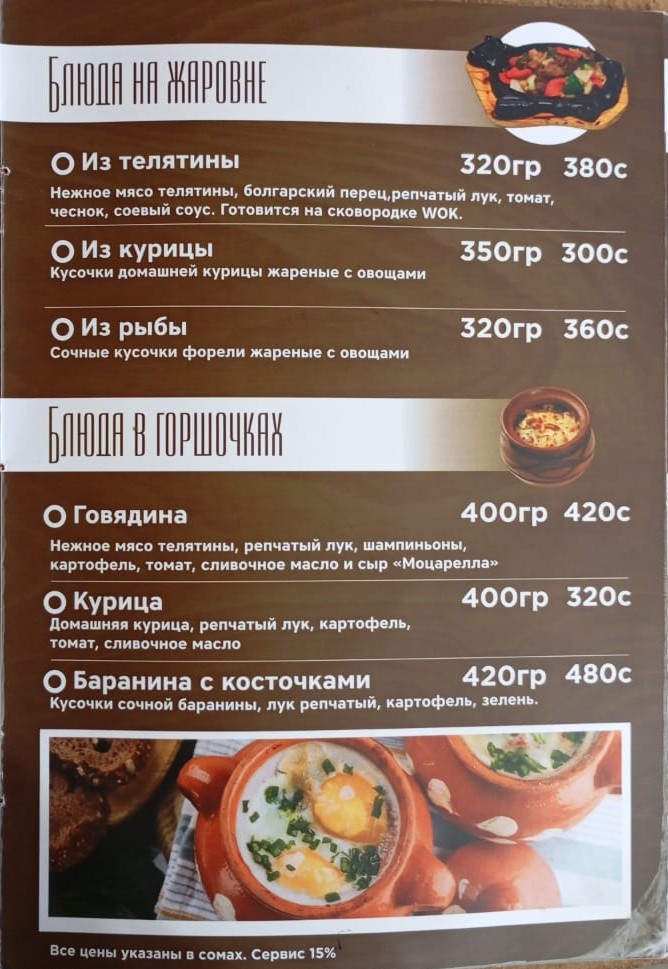 Блюда на жаровне
Из телятины 320гр 380с
Нежное мясо телятины, болгарский перец,репчатый лук, томат,
чеснок, соевый соус. Готовится на сковородке WOK.
Из курицы 350гр 300с
Кусочки домашней курицы жареные с овощами
Из рыбы 320гр 360с
Сочные кусочки форели жареные с овощами
Блюда в горшочках
Говядина 400гр 420с
Нежное мясо телятины, репчатый лук, шампиньоны,
картофель, томат, сливочное масло и сыр «Моцарелла»
Курица 400гр 320с
Домашняя курица, репчатый лук, картофель,
томат, сливочное масло
Баранина с косточками 420гр 480с
Кусочки сочной баранины, лук репчатый, картофель, зелень.
Все цены указаны в сомах. Сервис 15%